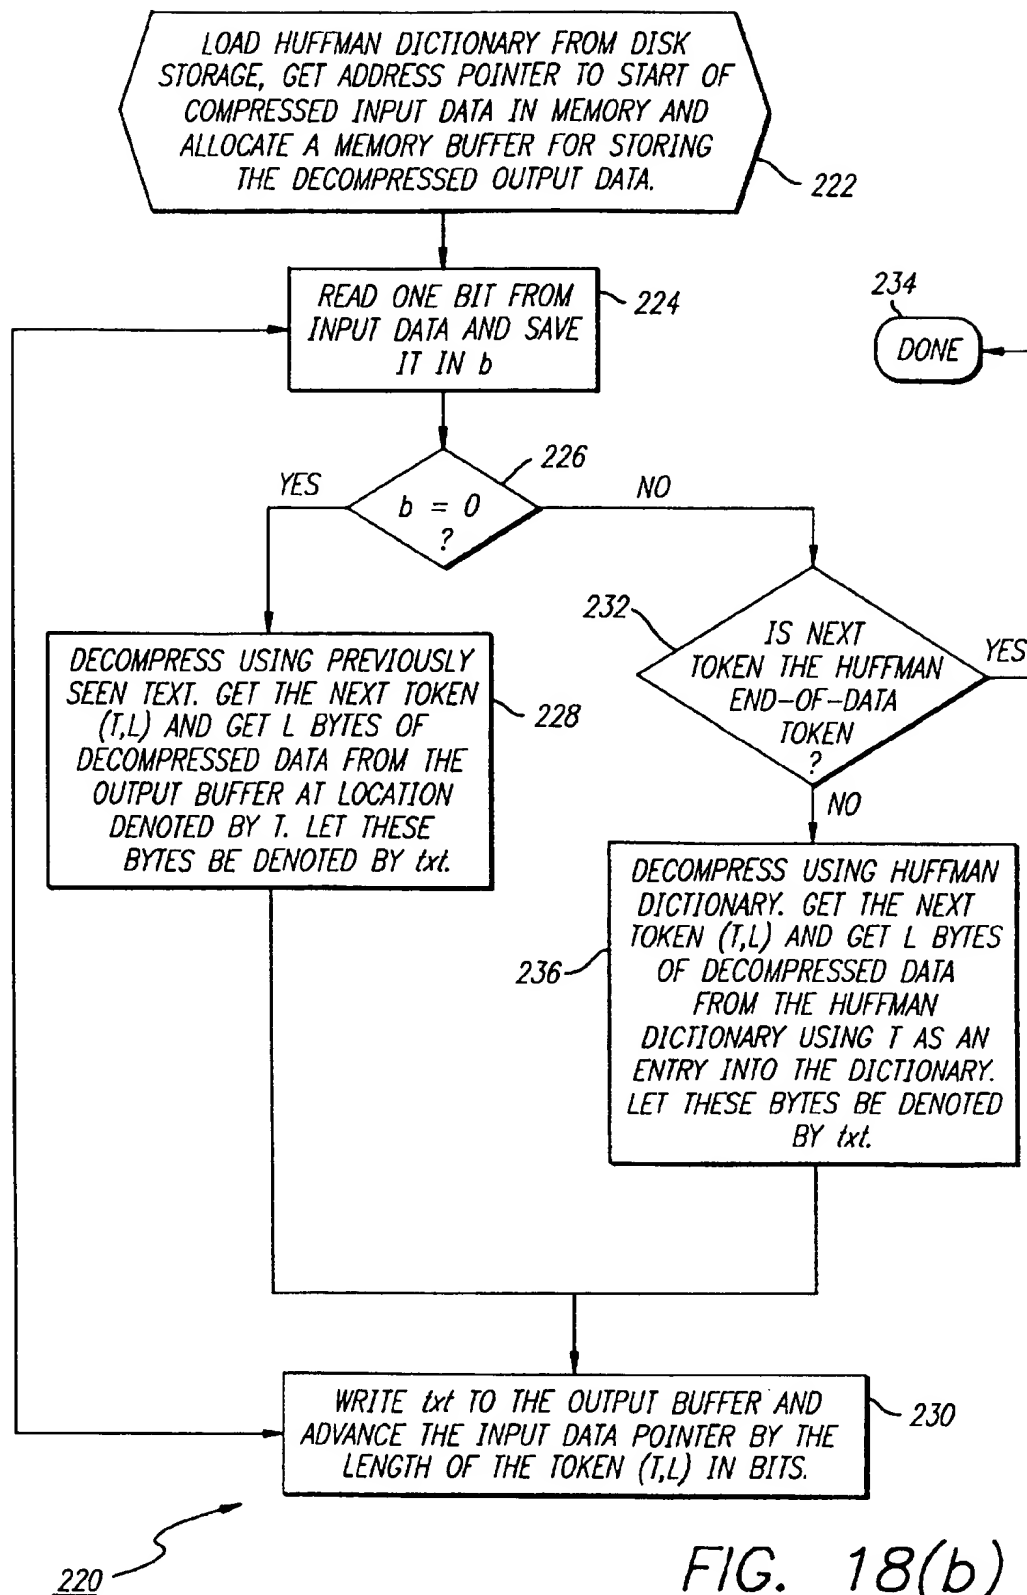 LOAD HUFFMAN DICTIONARY FROM DISK
STORAGE, GET ADDRESS POINTER TO START OF
COMPRESSED INPUT DATA IN MEMORY AND
ALLOCATE A MEMORY BUFFER FOR STORING
THE DECOMPRESSED OUTPUT DATA.
222
READ ONE BIT FROM
INPUT DATA AND SAVE
IT IN b
224
234
DONE
226
YES
b = 0
?
NO
232
IS NEXT
TOKEN THE HUFFMAN
END-OF-DATA
TOKEN
?
YES
NO
DECOMPRESS USING PREVIOUSLY
SEEN TEXT. GET THE NEXT TOKEN
(T,L) AND GET L BYTES OF
DECOMPRESSED DATA FROM THE
OUTPUT BUFFER AT LOCATION
DENOTED BY T. LET THESE
BYTES BE DENOTED BY txt.
228
DECOMPRESS USING HUFFMAN
DICTIONARY. GET THE NEXT
TOKEN (T,L) AND GET L BYTES
OF DECOMPRESSED DATA
FROM THE HUFFMAN
DICTIONARY USING T AS AN
ENTRY INTO THE DICTIONARY.
LET THESE BYTES BE DENOTED
BY txt.
236
WRITE txt TO THE OUTPUT BUFFER AND
ADVANCE THE INPUT DATA POINTER BY THE
LENGTH OF THE TOKEN (T,L) IN BITS.
230
220
FIG. 18(b)